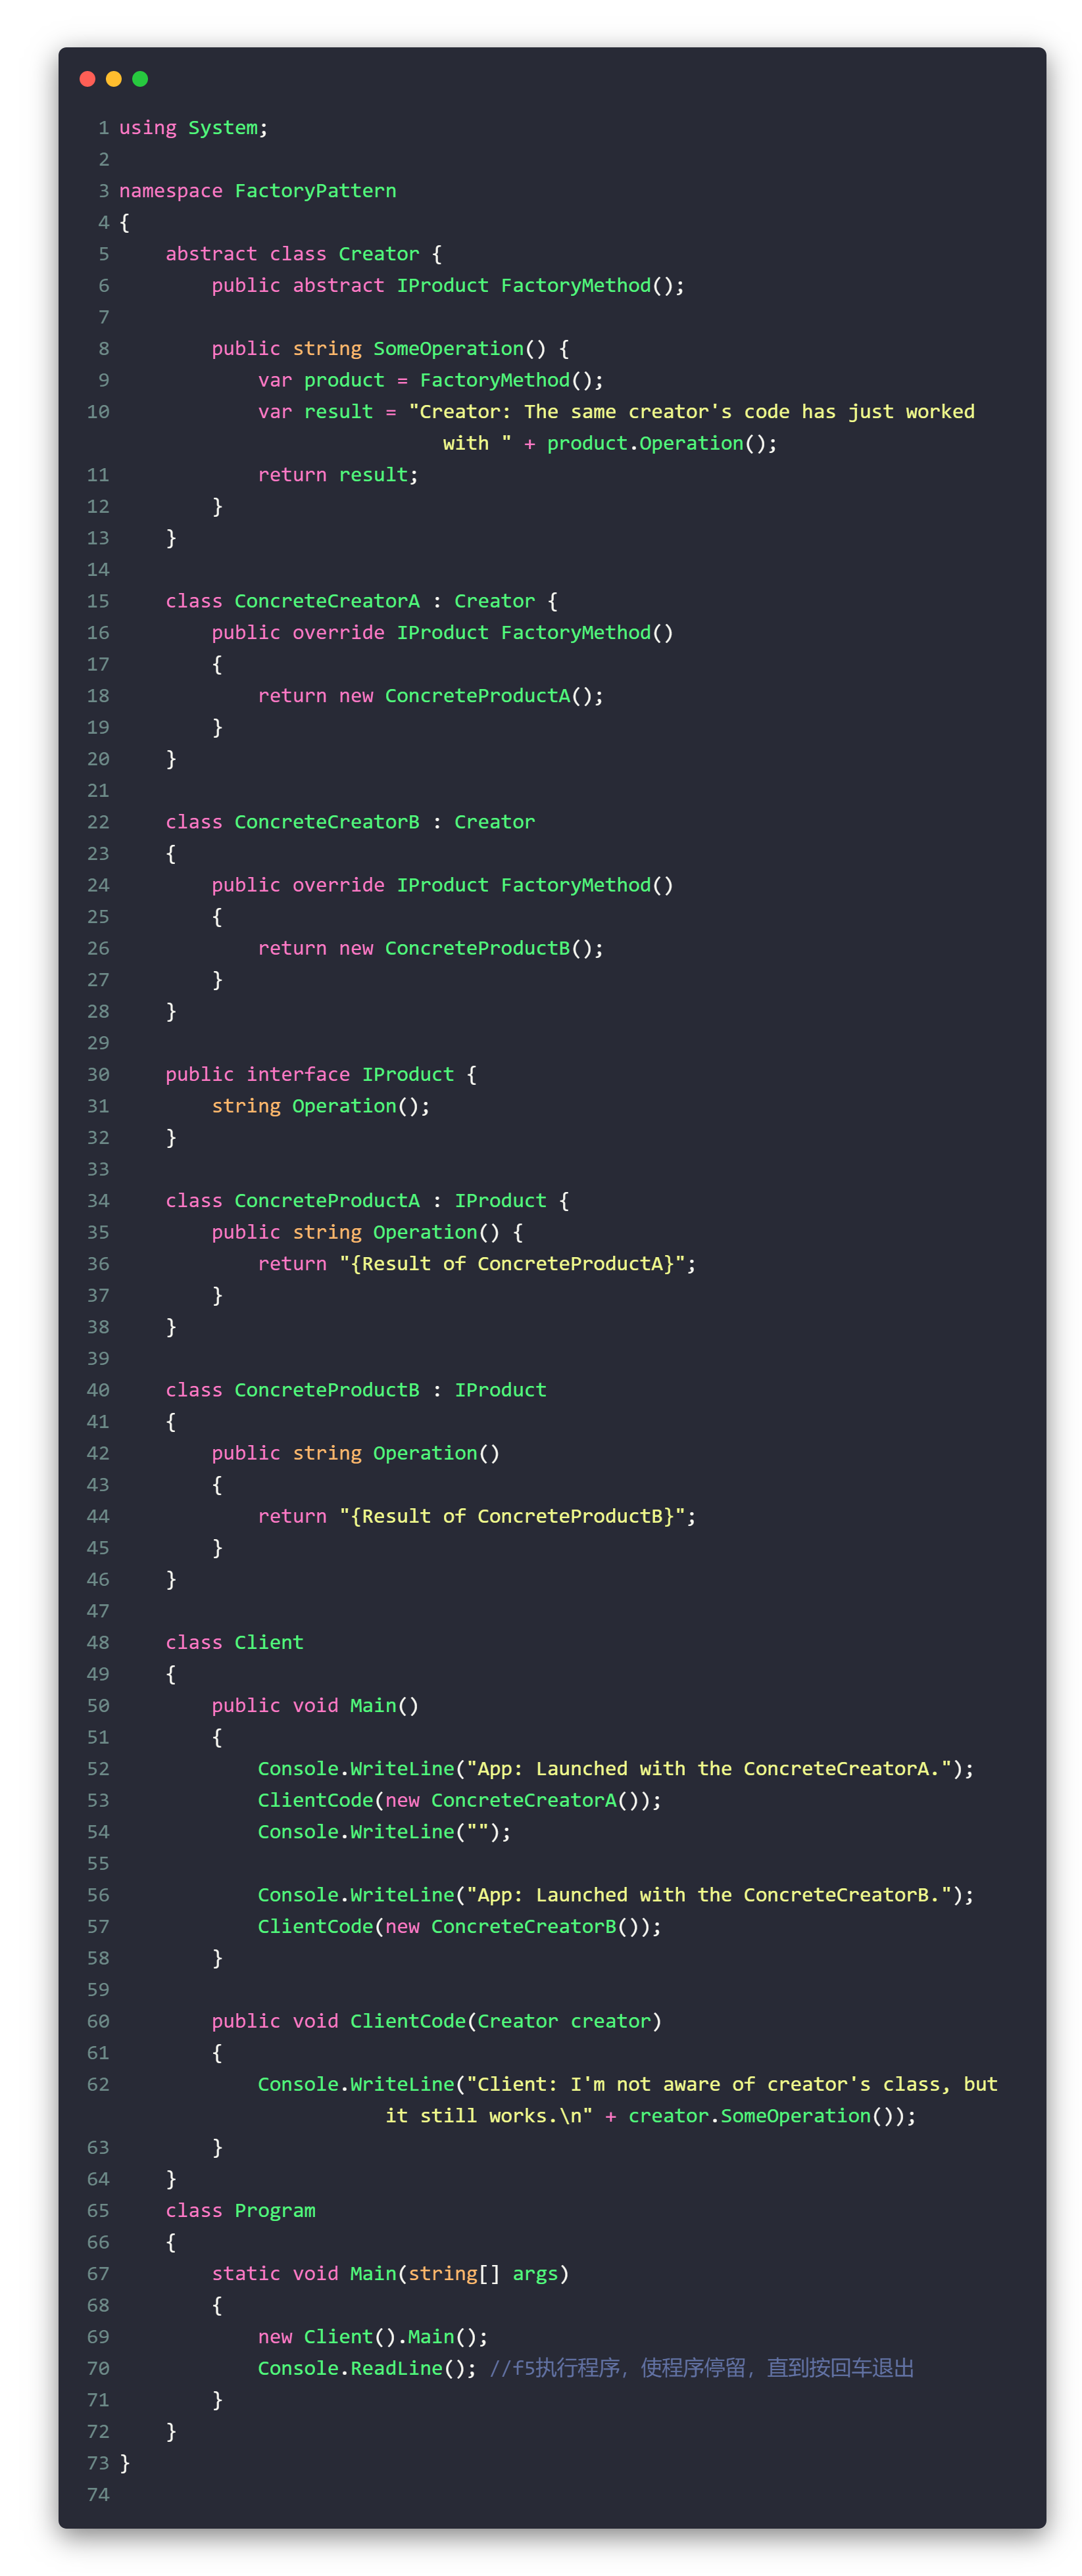 1 using System;
2
3 namespace FactoryPattern
4 {
5     abstract class Creator {
6         public abstract IProduct FactoryMethod();
7
8         public string SomeOperation() {
9             var product = FactoryMethod();
10             var result = "Creator: The same creator's code has just worked
                            with " + product.Operation();
11             return result;
12         }
13     }
14
15     class ConcreteCreatorA : Creator {
16         public override IProduct FactoryMethod()
17         {
18             return new ConcreteProductA();
19         }
20     }
21
22     class ConcreteCreatorB : Creator
23     {
24         public override IProduct FactoryMethod()
25         {
26             return new ConcreteProductB();
27         }
28     }
29
30     public interface IProduct {
31         string Operation();
32     }
33
34     class ConcreteProductA : IProduct {
35         public string Operation() {
36             return "{Result of ConcreteProductA}";
37         }
38     }
39
40     class ConcreteProductB : IProduct
41     {
42         public string Operation()
43         {
44             return "{Result of ConcreteProductB}";
45         }
46     }
47
48     class Client
49     {
50         public void Main()
51         {
52             Console.WriteLine("App: Launched with the ConcreteCreatorA.");
53             ClientCode(new ConcreteCreatorA());
54             Console.WriteLine("");
55
56             Console.WriteLine("App: Launched with the ConcreteCreatorB.");
57             ClientCode(new ConcreteCreatorB());
58         }
59
60         public void ClientCode(Creator creator)
61         {
62             Console.WriteLine("Client: I'm not aware of creator's class, but
                       it still works.\n" + creator.SomeOperation());
63         }
64     }
65     class Program
66     {
67         static void Main(string[] args)
68         {
69             new Client().Main();
70             Console.ReadLine(); //f5执行程序，使程序停留，直到按回车退出
71         }
72     }
73 }
74